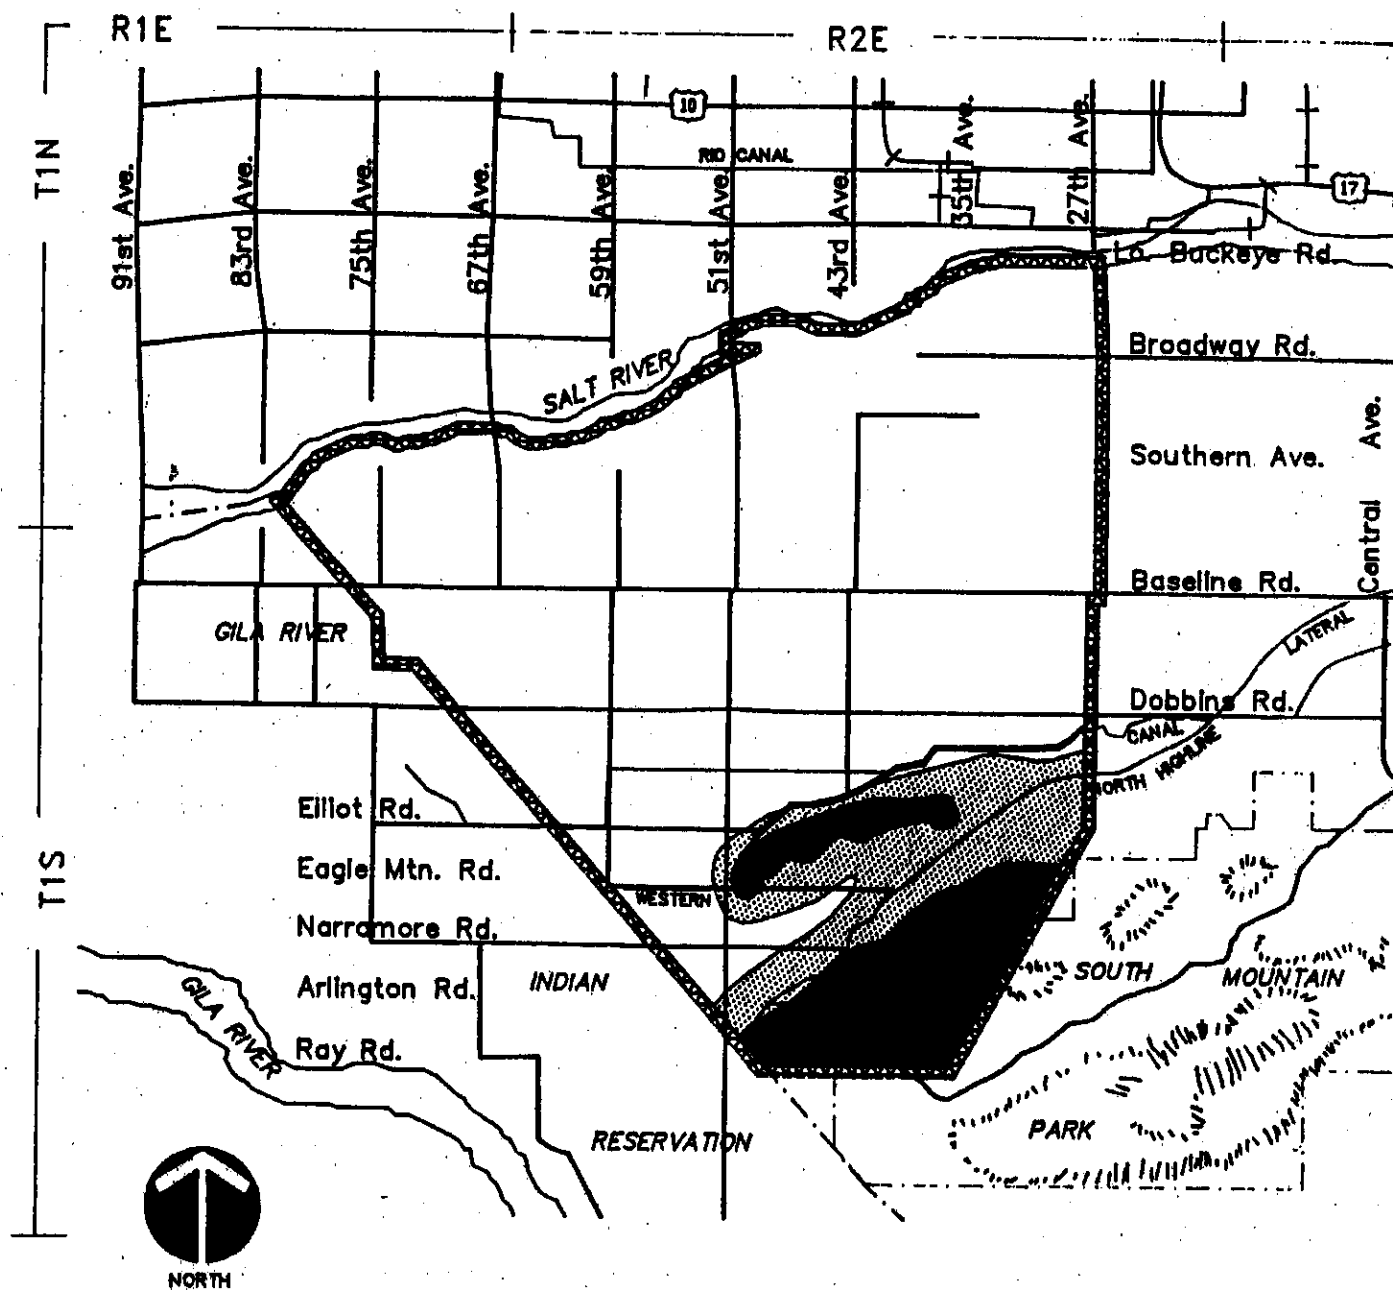 R1E
R2E
T1N
10
RID CANAL
17
91st Ave.
83rd Ave.
75th Ave.
67th Ave.
59th Ave.
51st Ave.
43rd Ave.
35th Ave.
27th Ave.
Lo. Buckeye Rd.
Broadway Rd.
SALT RIVER
Southern Ave.
Central Ave.
Baseline Rd.
GILA RIVER
LATERAL
Dobbins Rd.
CANAL
NORTH HIGHLINE
Elliot Rd.
Eagle Mtn. Rd.
WESTERN
T1S
Narramore Rd.
INDIAN
SOUTH
MOUNTAIN
Arlington Rd.
GILA RIVER
Ray Rd.
RESERVATION
PARK
NORTH